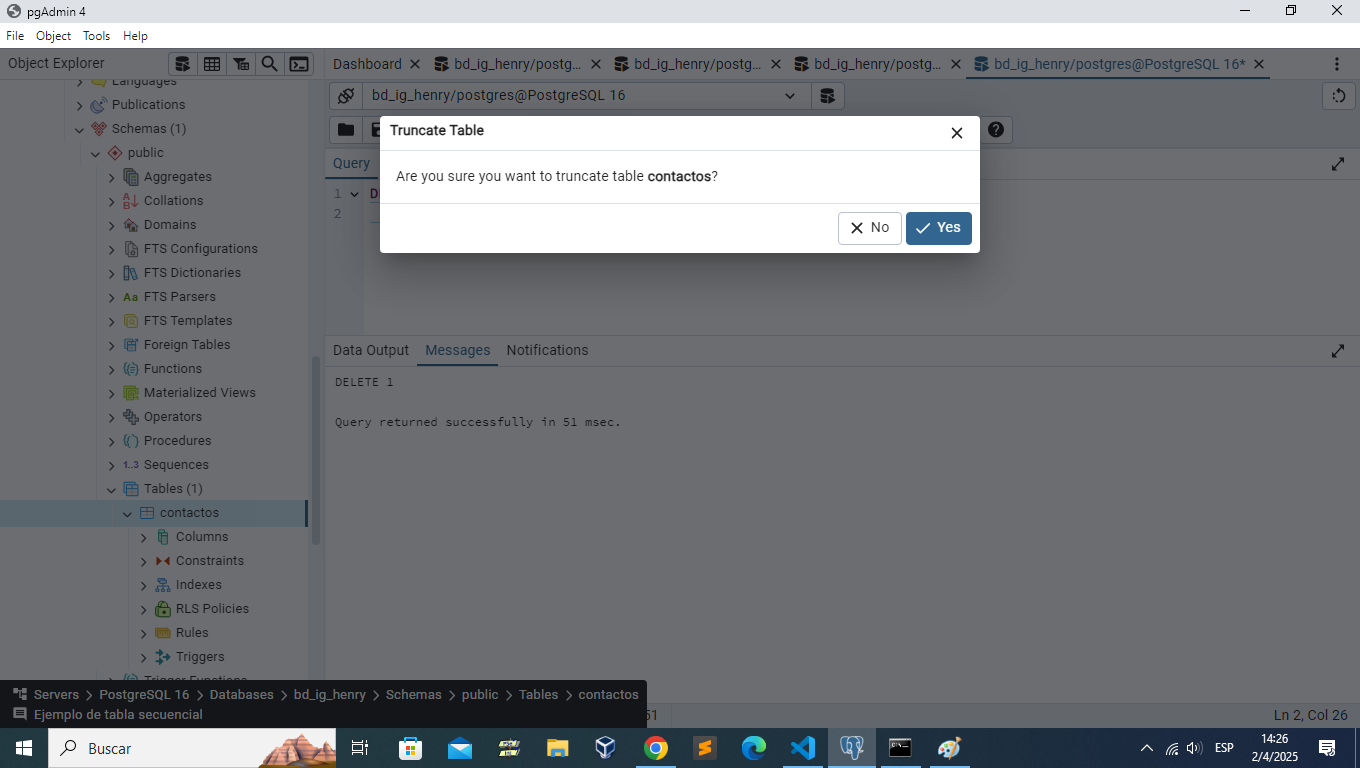 pgAdmin 4
File Object Tools Help
Object Explorer
Dashboard
bd_ig_henry/postg...
bd_ig_henry/postg...
bd_ig_henry/postg...
bd_ig_henry/postgres@PostgreSQL 16*
bd_ig_henry/postgres@PostgreSQL 16
Languages
Publications
Schemas (1)
public
Aggregates
Collations
Domains
FTS Configurations
FTS Dictionaries
Aa FTS Parsers
FTS Templates
Foreign Tables
Functions
Materialized Views
Operators
Procedures
1..3 Sequences
Tables (1)
contactos
Columns
Constraints
Indexes
RLS Policies
Rules
Triggers
Trigger Functions
Truncate Table
Are you sure you want to truncate table contactos?
No Yes
Query
1
2
Data Output Messages Notifications
DELETE 1
Query returned successfully in 51 msec.
Servers > PostgreSQL 16 > Databases > bd_ig_henry > Schemas > public > Tables > contactos
Ejemplo de tabla secuencial
51
Ln 2, Col 26
Buscar
ESP
14:26
2/4/2025